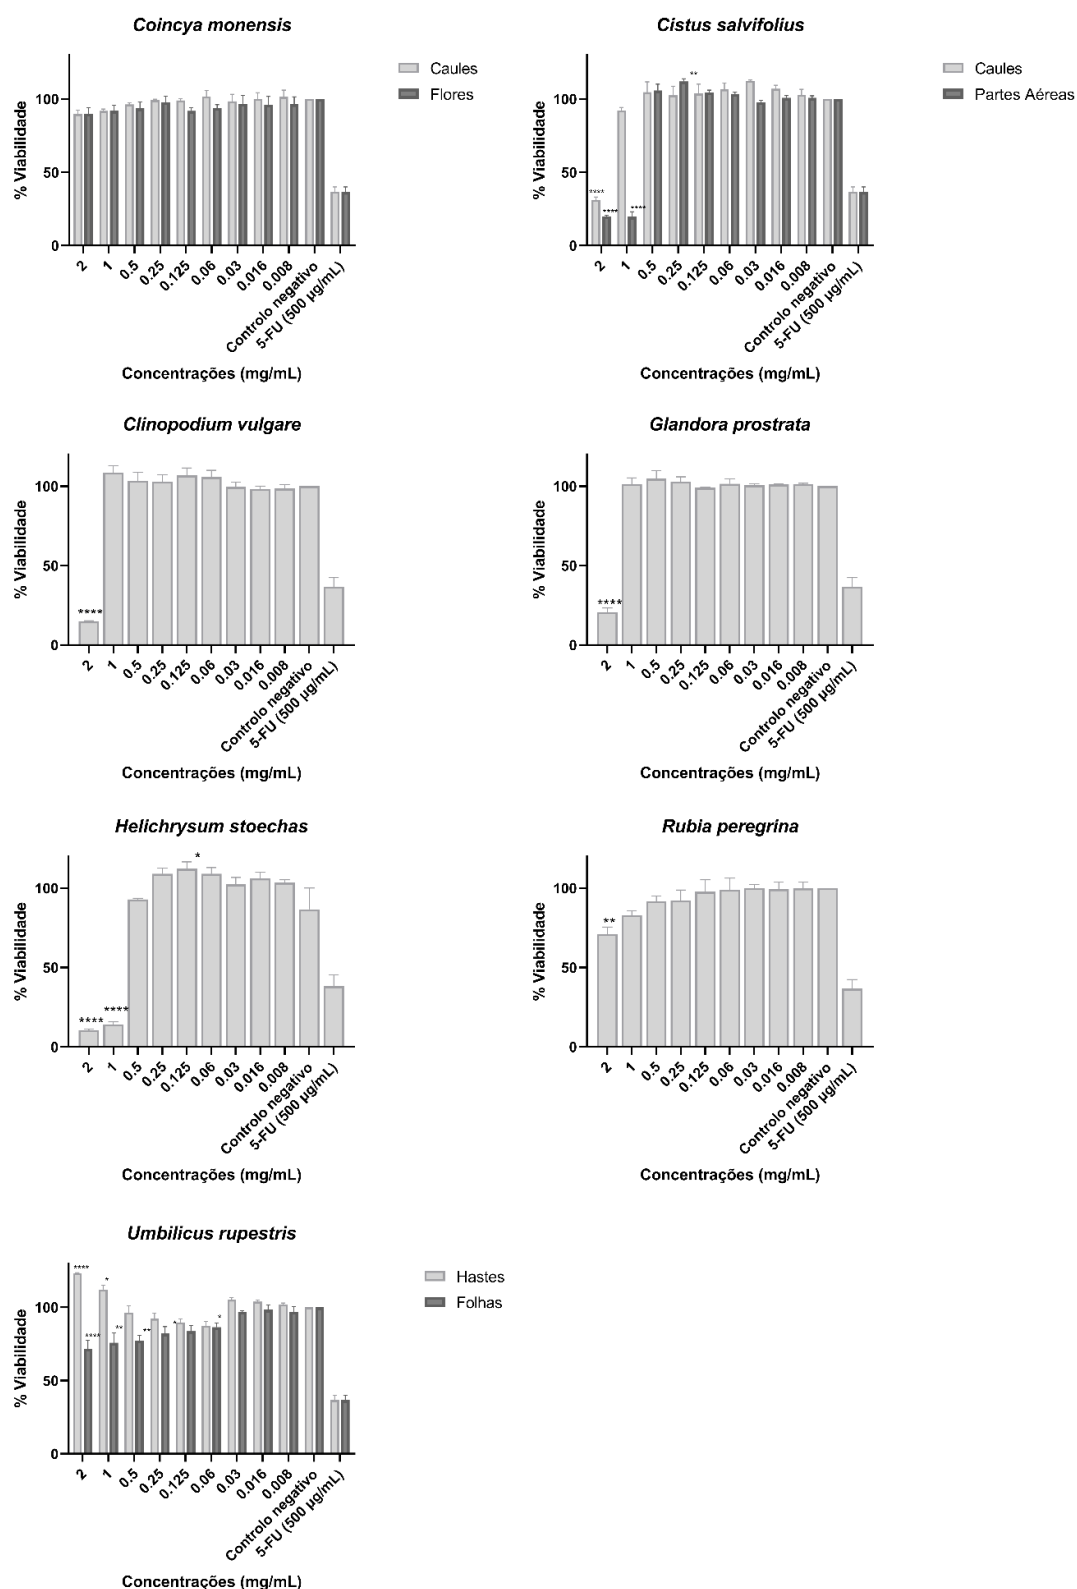 Coincya monensis
Caules
Flores
% Viabilidade
100
50
0
2
1
0.5
0.25
0.125
0.06
0.03
0.016
0.008
Controlo negativo
5-FU (500 µg/mL)
Concentrações (mg/mL)
Cistus salvifolius
Caules
Partes Aéreas
% Viabilidade
100
50
0
**
****
****
****
2
1
0.5
0.25
0.125
0.06
0.03
0.016
0.008
Controlo negativo
5-FU (500 µg/mL)
Concentrações (mg/mL)
Clinopodium vulgare
% Viabilidade
100
50
0
****
2
1
0.5
0.25
0.125
0.06
0.03
0.016
0.008
Controlo negativo
5-FU (500 µg/mL)
Concentrações (mg/mL)
Glandora prostrata
% Viabilidade
100
50
0
****
2
1
0.5
0.25
0.125
0.06
0.03
0.016
0.008
Controlo negativo
5-FU (500 µg/mL)
Concentrações (mg/mL)
Helichrysum stoechas
% Viabilidade
100
50
0
*
****
****
2
1
0.5
0.25
0.125
0.06
0.03
0.016
0.008
Controlo negativo
5-FU (500 µg/mL)
Concentrações (mg/mL)
Rubia peregrina
% Viabilidade
100
50
0
**
2
1
0.5
0.25
0.125
0.06
0.03
0.016
0.008
Controlo negativo
5-FU (500 µg/mL)
Concentrações (mg/mL)
Umbilicus rupestris
Hastes
Folhas
% Viabilidade
100
50
0
****
*
****
**
**
*
*
2
1
0.5
0.25
0.125
0.06
0.03
0.016
0.008
Controlo negativo
5-FU (500 µg/mL)
Concentrações (mg/mL)